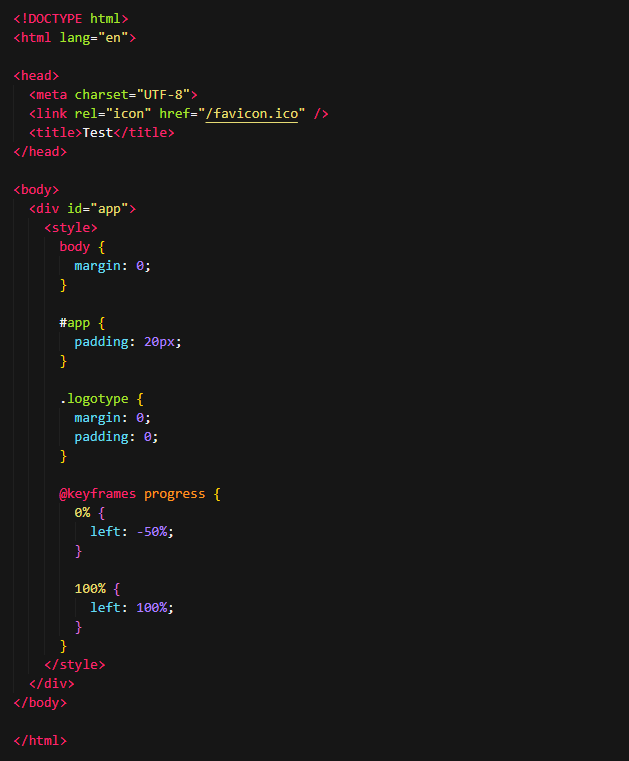 <!DOCTYPE html>
<html lang="en">
<head>
<meta charset="UTF-8">
<link rel="icon" href="/favicon.ico" />
<title>Test</title>
</head>
<body>
<div id="app">
<style>
body {
margin: 0;
}
#app {
padding: 20px;
}
.logotype {
margin: 0;
padding: 0;
}
@keyframes progress {
0% {
left: -50%;
}
100% {
left: 100%;
}
}
</style>
</div>
</body>
</html>